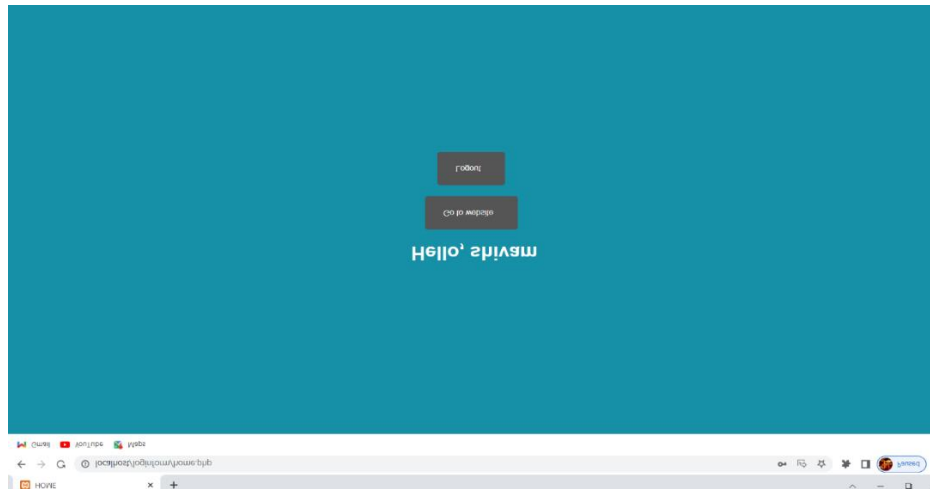 HOME
localhost/loginform/home.php
Paused
Gmail YouTube Maps
Hello, shivam
Go to website
Logout